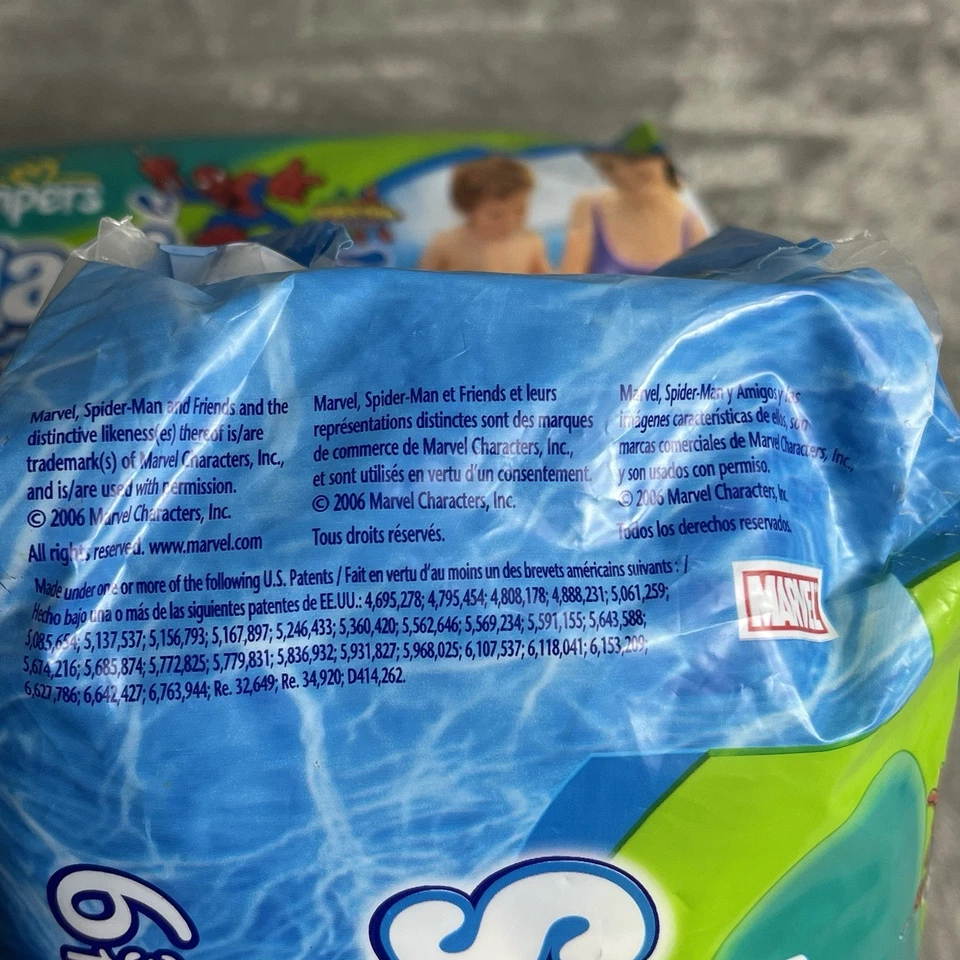 mpers
Marvel, Spider-Man and Friends and the
distinctive likeness(es) thereof is/are
trademark(s) of Marvel Characters, Inc.,
and is/are used with permission.
© 2006 Marvel Characters, Inc.
All rights reserved. www.marvel.com
Marvel, Spider-Man et Friends et leurs
représentations distinctes sont des marques
de commerce de Marvel Characters, Inc.,
et sont utilisés en vertu d'un consentement.
© 2006 Marvel Characters, Inc.
Tous droits réservés.
Marvel, Spider-Man y Amigos y las
imágenes características de ellos, son
marcas comerciales de Marvel Characters, Inc.,
y son usados con permiso.
© 2006 Marvel Characters, Inc.
Todos los derechos reservados.
Made under one or more of the following U.S. Patents / Fait en vertu d'au moins un des brevets américains suivants : /
Hecho bajo una o más de las siguientes patentes de EE.UU.: 4,695,278; 4,795,454; 4,808,178; 4,888,231; 5,061,259;
5,085,654; 5,137,537; 5,156,793; 5,167,897; 5,246,433; 5,360,420; 5,562,646; 5,569,234; 5,591,155; 5,643,588;
5,674,216; 5,685,874; 5,772,825; 5,779,831; 5,836,932; 5,931,827; 5,968,025; 6,107,537; 6,118,041; 6,153,209;
6,627,786; 6,642,427; 6,763,944; Re. 32,649; Re. 34,920; D414,262.
MARVEL
S